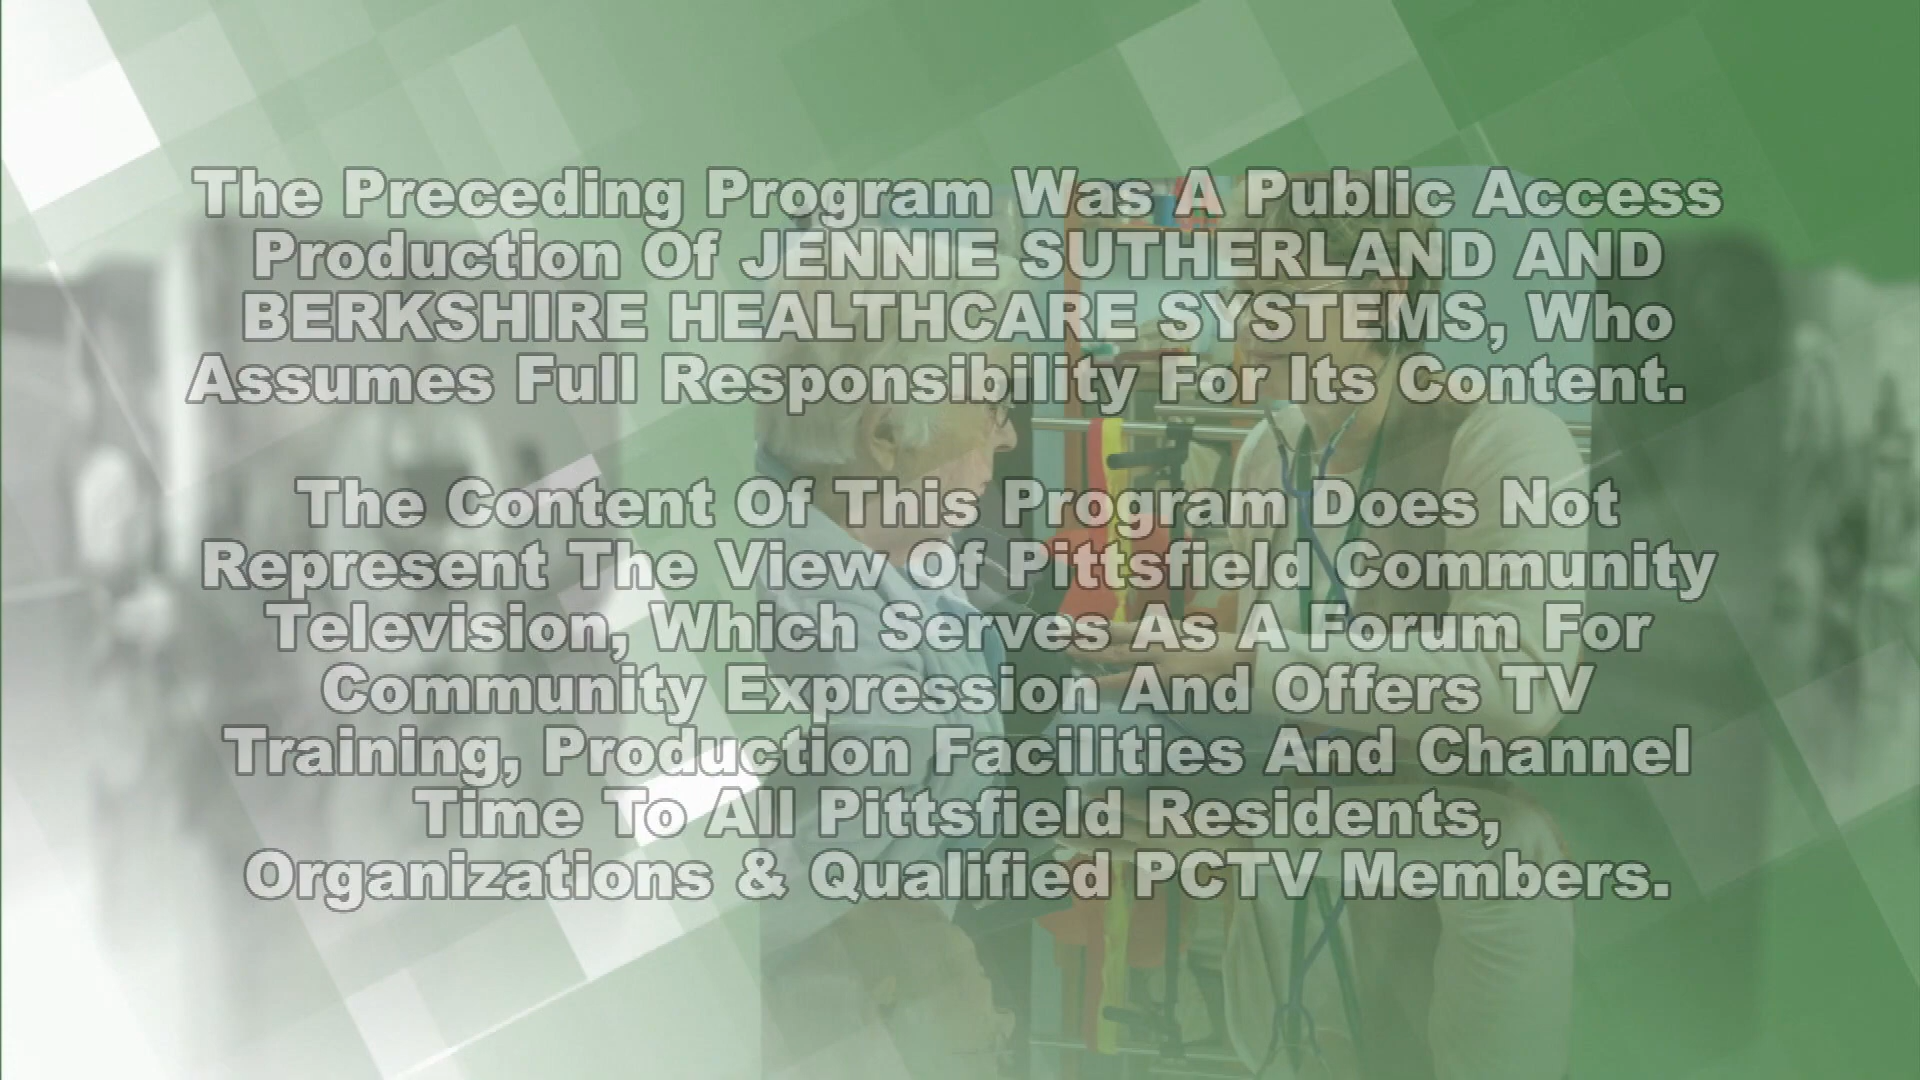 The Preceding Program Was A Public Access
Production Of JENNIE SUTHERLAND AND
BERKSHIRE HEALTHCARE SYSTEMS, Who
Assumes Full Responsibility For Its Content.
The Content Of This Program Does Not
Represent The View Of Pittsfield Community
Television, Which Serves As A Forum For
Community Expression And Offers TV
Training, Production Facilities And Channel
Time To All Pittsfield Residents,
Organizations & Qualified PCTV Members.